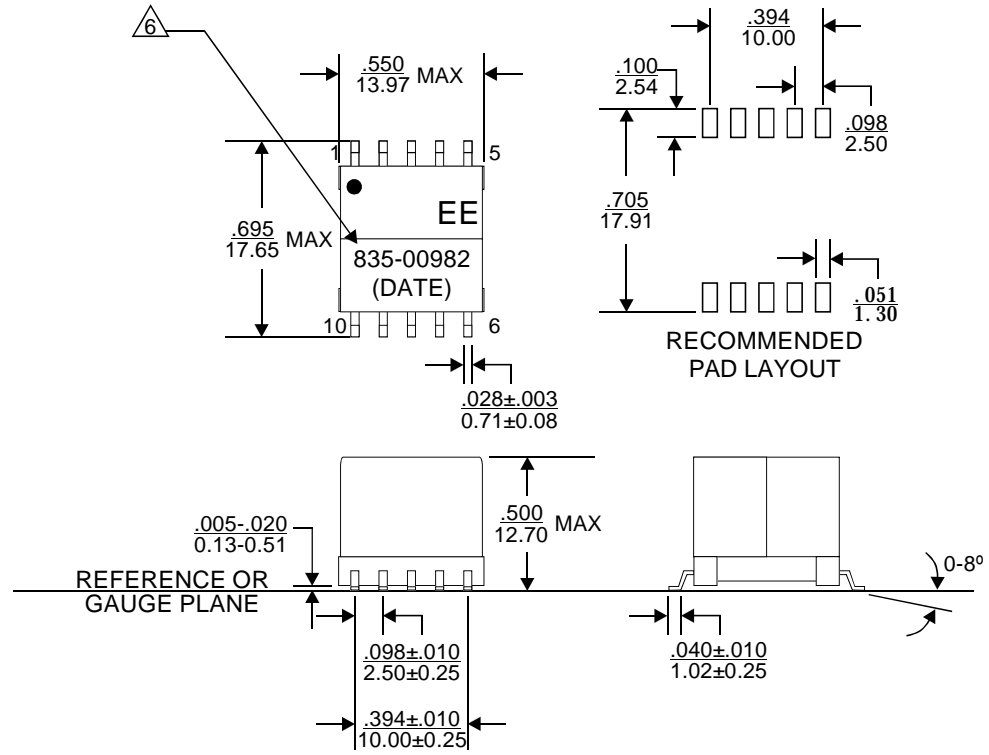 6
.550
13.97 MAX
.394
10.00
.100
2.54
.098
2.50
1
5
.695
17.65 MAX
EE
835-00982
(DATE)
.705
17.91
10
6
.051
1.30
RECOMMENDED
PAD LAYOUT
.028±.003
0.71±0.08
.005-.020
0.13-0.51
.500
12.70 MAX
REFERENCE OR
GAUGE PLANE
0-8º
.098±.010
2.50±0.25
.040±.010
1.02±0.25
.394±.010
10.00±0.25